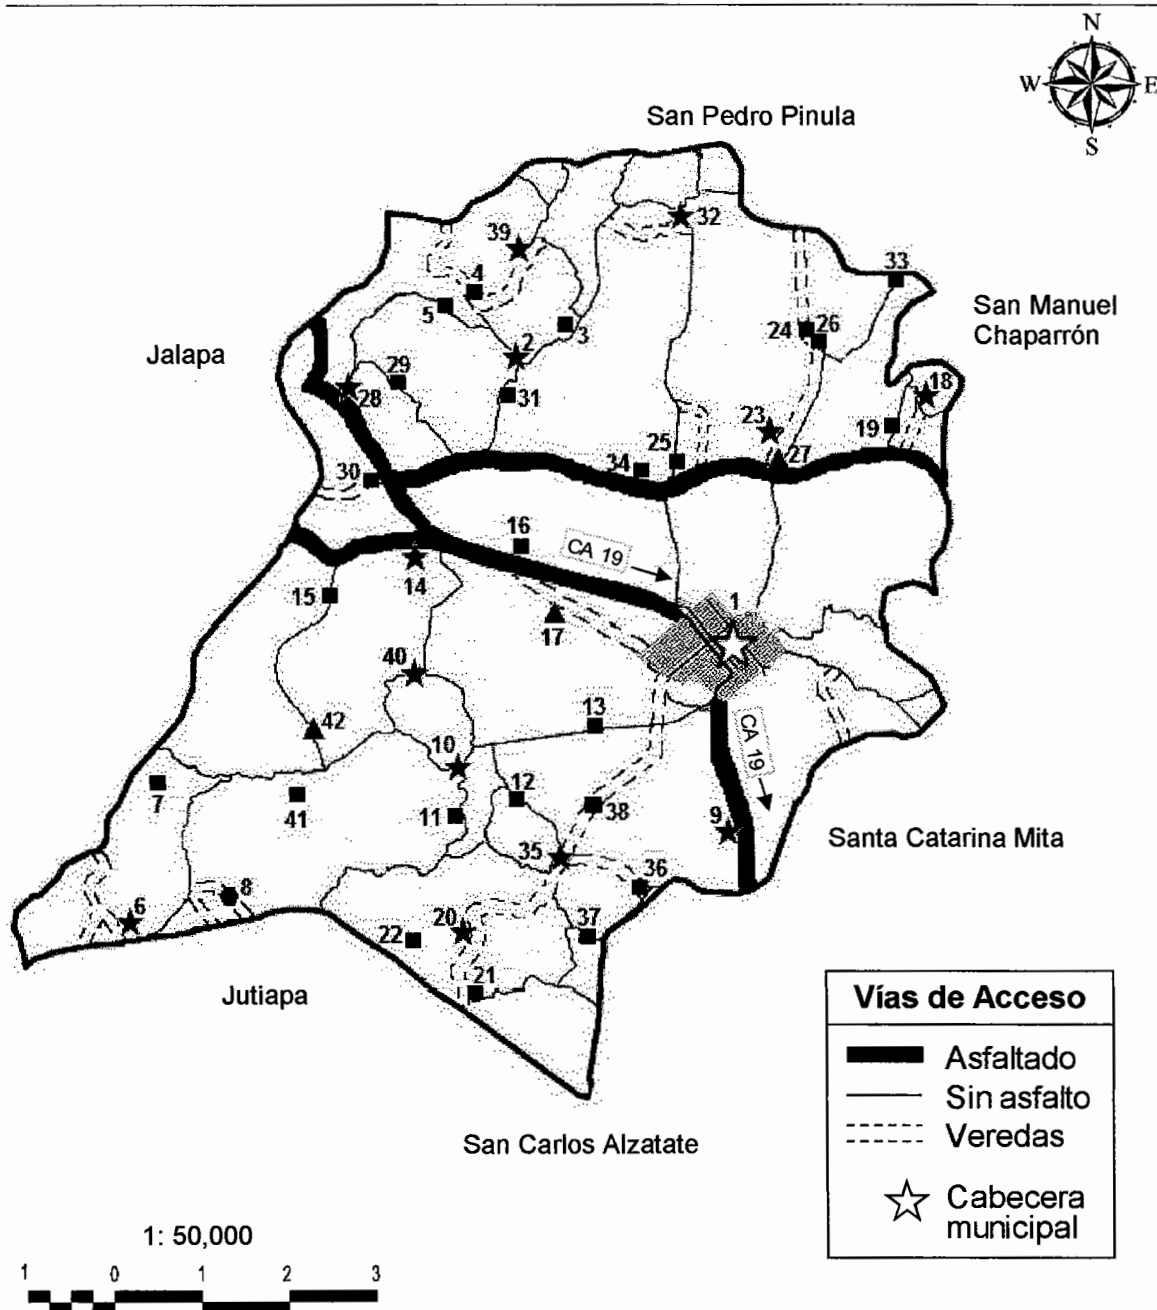 N
W E
S
San Pedro Pinula
32
39
33
4
San Manuel
Chaparrón
5
3
24 26
Jalapa
2
29
18
28
31
23
19
25
27
34
30
16
CA 19
14
1
15
17
40
42
13
CA 19
10
7
12
41
11
38
9
Santa Catarina Mita
35
36
8
6
20
37
22
21
Jutiapa
Vías de Acceso
Asfaltado
Sin asfalto
Veredas
San Carlos Alzatate
Cabecera
municipal
1: 50,000
1 0 1 2 3